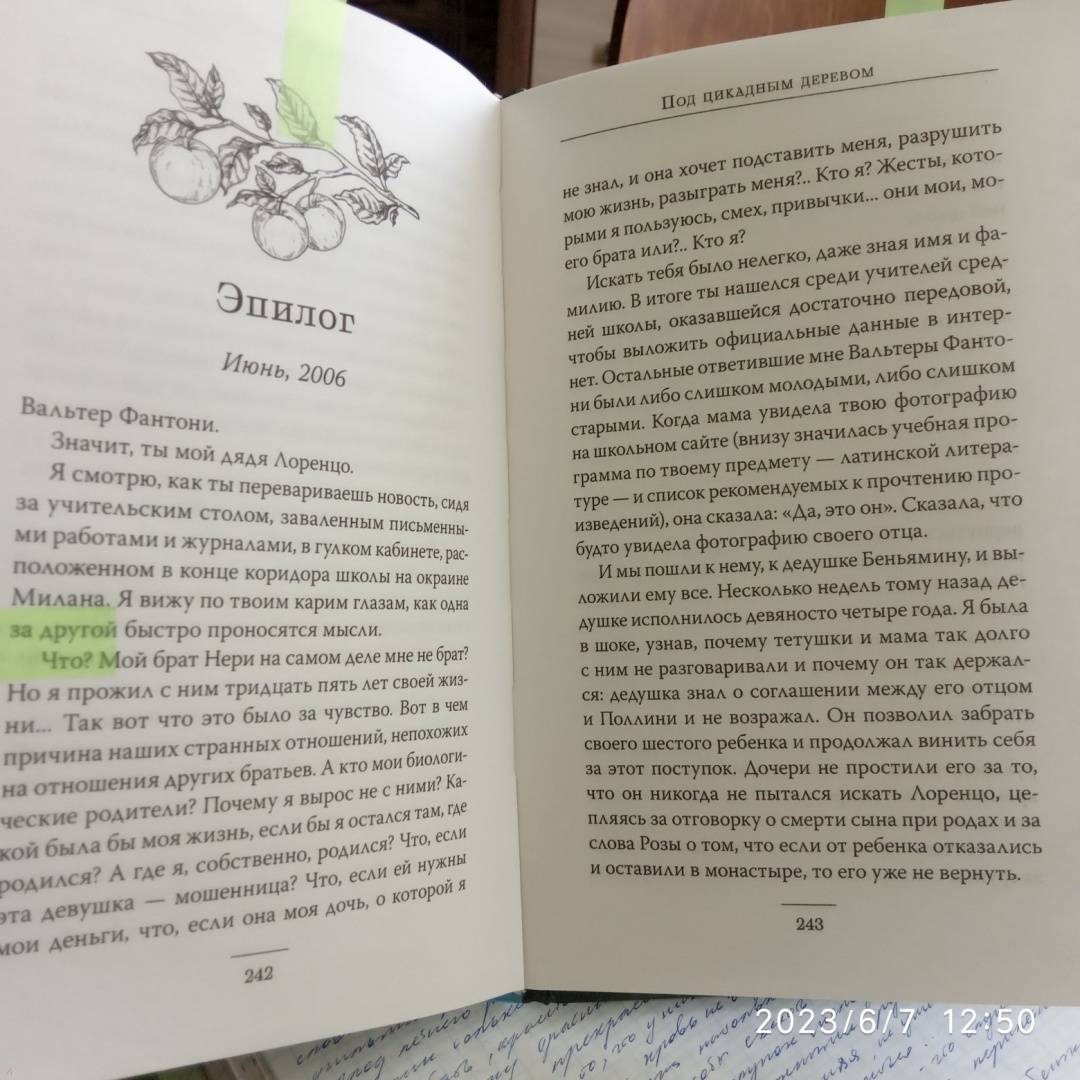 Эпилог
Июнь, 2006
Вальтер Фантони.
Значит, ты мой дядя Лоренцо.
Я смотрю, как ты перевариваешь новость, сидя
за учительским столом, заваленным письменны-
ми работами и журналами, в гулком кабинете, рас-
положенном в конце коридора школы на окраине
Милана. Я вижу по твоим карим глазам, как одна
за другой быстро проносятся мысли.
Что? Мой брат Нери на самом деле мне не брат?
Но я прожил с ним тридцать пять лет своей жиз-
ни... Так вот что это было за чувство. Вот в чем
причина наших странных отношений, непохожих
на отношения других братьев. А кто мои биологи-
ческие родители? Почему я вырос не с ними? Ка-
кой была бы моя жизнь, если бы я остался там, где
родился? А где я, собственно, родился? Что, если
эта девушка — мошенница? Что, если ей нужны
мои деньги, что, если она моя дочь, о которой я
242
Под цикадным деревом
не знал, и она хочет подставить меня, разрушить
мою жизнь, разыграть меня?.. Кто я? Жесты, кото-
рыми я пользуюсь, смех, привычки... они мои, мо-
его брата или?.. Кто я?
Искать тебя было нелегко, даже зная имя и фа-
милию. В итоге ты нашелся среди учителей сред-
ней школы, оказавшейся достаточно передовой,
чтобы выложить официальные данные в интер-
нет. Остальные ответившие мне Вальтеры Фанто-
ни были либо слишком молодыми, либо слишком
старыми. Когда мама увидела твою фотографию
на школьном сайте (внизу значилась учебная про-
грамма по твоему предмету — латинской литера-
туре — и список рекомендуемых к прочтению про-
изведений), она сказала: «Да, это он». Сказала, что
будто увидела фотографию своего отца.
И мы пошли к нему, к дедушке Беньямину, и вы-
ложили ему все. Несколько недель тому назад де-
душке исполнилось девяносто четыре года. Я была
в шоке, узнав, почему тетушки и мама так долго
с ним не разговаривали и почему он так держал-
ся: дедушка знал о соглашении между его отцом
и Поллини и не возражал. Он позволил забрать
своего шестого ребенка и продолжал винить себя
за этот поступок. Дочери не простили его за то,
что он никогда не пытался искать Лоренцо, це-
пляясь за отговорку о смерти сына при родах и за
слова Розы о том, что если от ребенка отказались
и оставили в монастыре, то его уже не вернуть.
243
2023/6/7 12:50